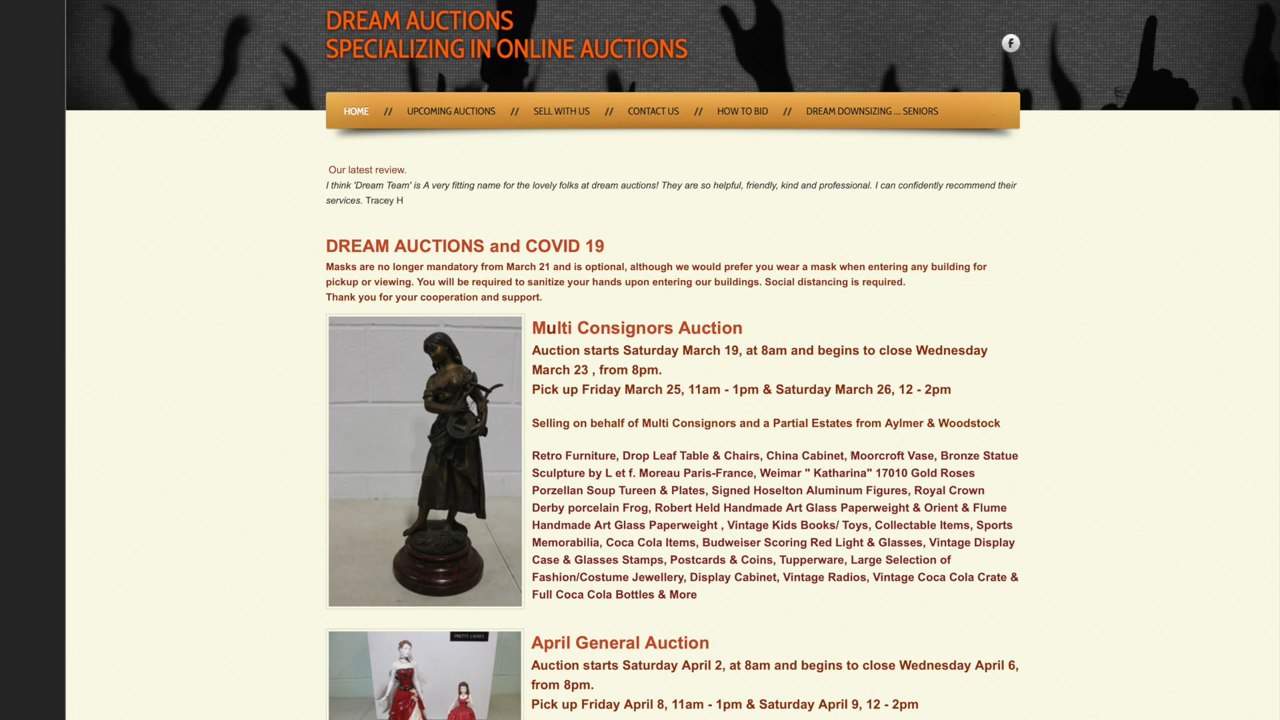 DREAM AUCTIONS
SPECIALIZING IN ONLINE AUCTIONS
f
HOME // UPCOMING AUCTIONS // SELL WITH US // CONTACT US // HOW TO BID // DREAM DOWNSIZING ... SENIORS
Our latest review.
I think 'Dream Team' is A very fitting name for the lovely folks at dream auctions! They are so helpful, friendly, kind and professional. I can confidently recommend their
services. Tracey H
DREAM AUCTIONS and COVID 19
Masks are no longer mandatory from March 21 and is optional, although we would prefer you wear a mask when entering any building for
pickup or viewing. You will be required to sanitize your hands upon entering our buildings. Social distancing is required.
Thank you for your cooperation and support.
Multi Consignors Auction
Auction starts Saturday March 19, at 8am and begins to close Wednesday
March 23 , from 8pm.
Pick up Friday March 25, 11am - 1pm & Saturday March 26, 12 - 2pm
Selling on behalf of Multi Consignors and a Partial Estates from Aylmer & Woodstock
Retro Furniture, Drop Leaf Table & Chairs, China Cabinet, Moorcroft Vase, Bronze Statue
Sculpture by L et f. Moreau Paris-France, Weimar " Katharina" 17010 Gold Roses
Porzellan Soup Tureen & Plates, Signed Hoselton Aluminum Figures, Royal Crown
Derby porcelain Frog, Robert Held Handmade Art Glass Paperweight & Orient & Flume
Handmade Art Glass Paperweight , Vintage Kids Books/ Toys, Collectable Items, Sports
Memorabilia, Coca Cola Items, Budweiser Scoring Red Light & Glasses, Vintage Display
Case & Glasses Stamps, Postcards & Coins, Tupperware, Large Selection of
Fashion/Costume Jewellery, Display Cabinet, Vintage Radios, Vintage Coca Cola Crate &
Full Coca Cola Bottles & More
PRETTY LADIES
April General Auction
Auction starts Saturday April 2, at 8am and begins to close Wednesday April 6,
from 8pm.
Pick up Friday April 8, 11am - 1pm & Saturday April 9, 12 - 2pm